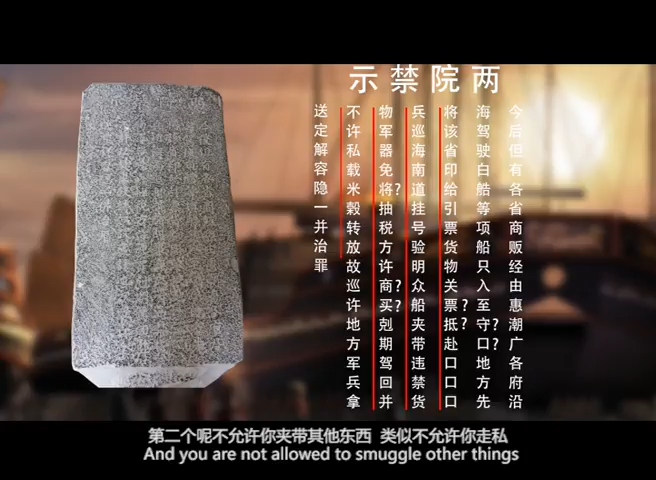 两院禁示
今后但有各省商贩经由惠潮广各府沿
海驾驶白艚等项船只入至守?口?地方先
将该省印给引票货物关票?抵?赴口口口
兵巡海南道挂号验明众船夹带违禁货
物军器免将?抽税方许商?买?剋期驾回并
不许私载米穀转放故巡许地方军兵拿
送定解容隐一并治罪
第二个呢不允许你夹带其他东西 类似不允许你走私
And you are not allowed to smuggle other things